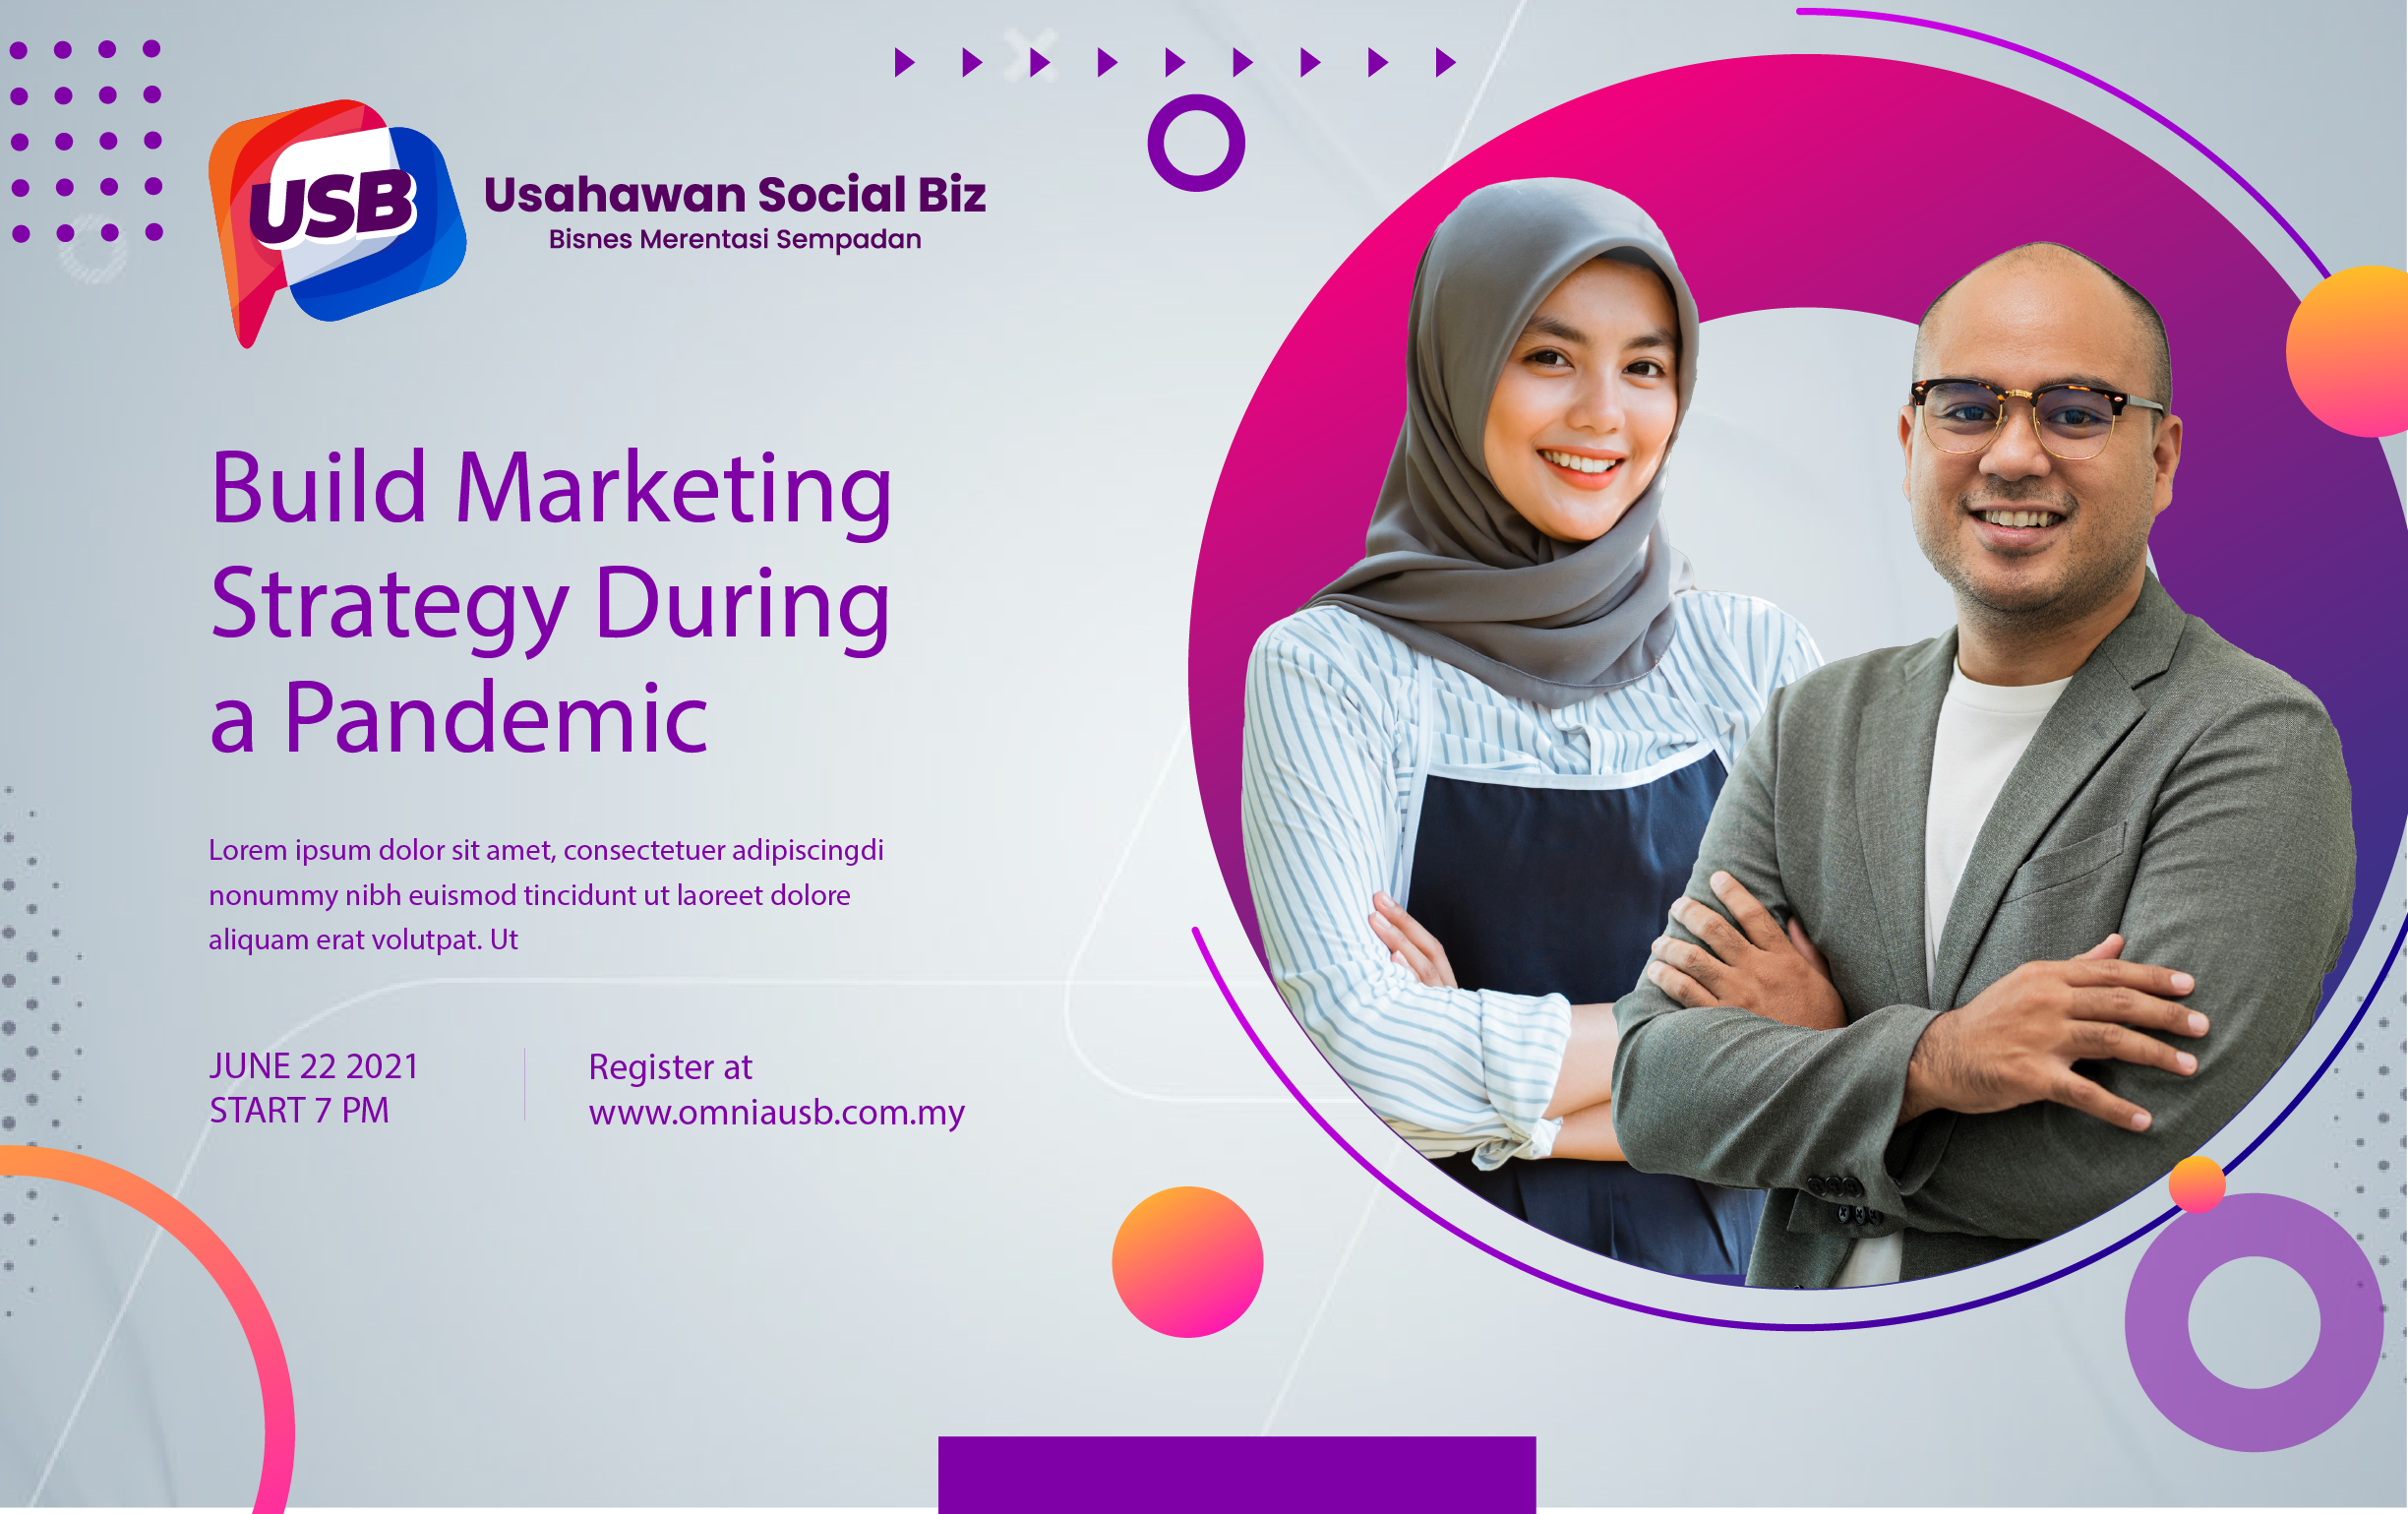 USB
Usahawan Social Biz
Bisnes Merentasi Sempadan
Build Marketing
Strategy During
a Pandemic
Lorem ipsum dolor sit amet, consectetuer adipiscingdi
nonummy nibh euismod tincidunt ut laoreet dolore
aliquam erat volutpat. Ut
JUNE 22 2021
START 7 PM
Register at
www.omniausb.com.my